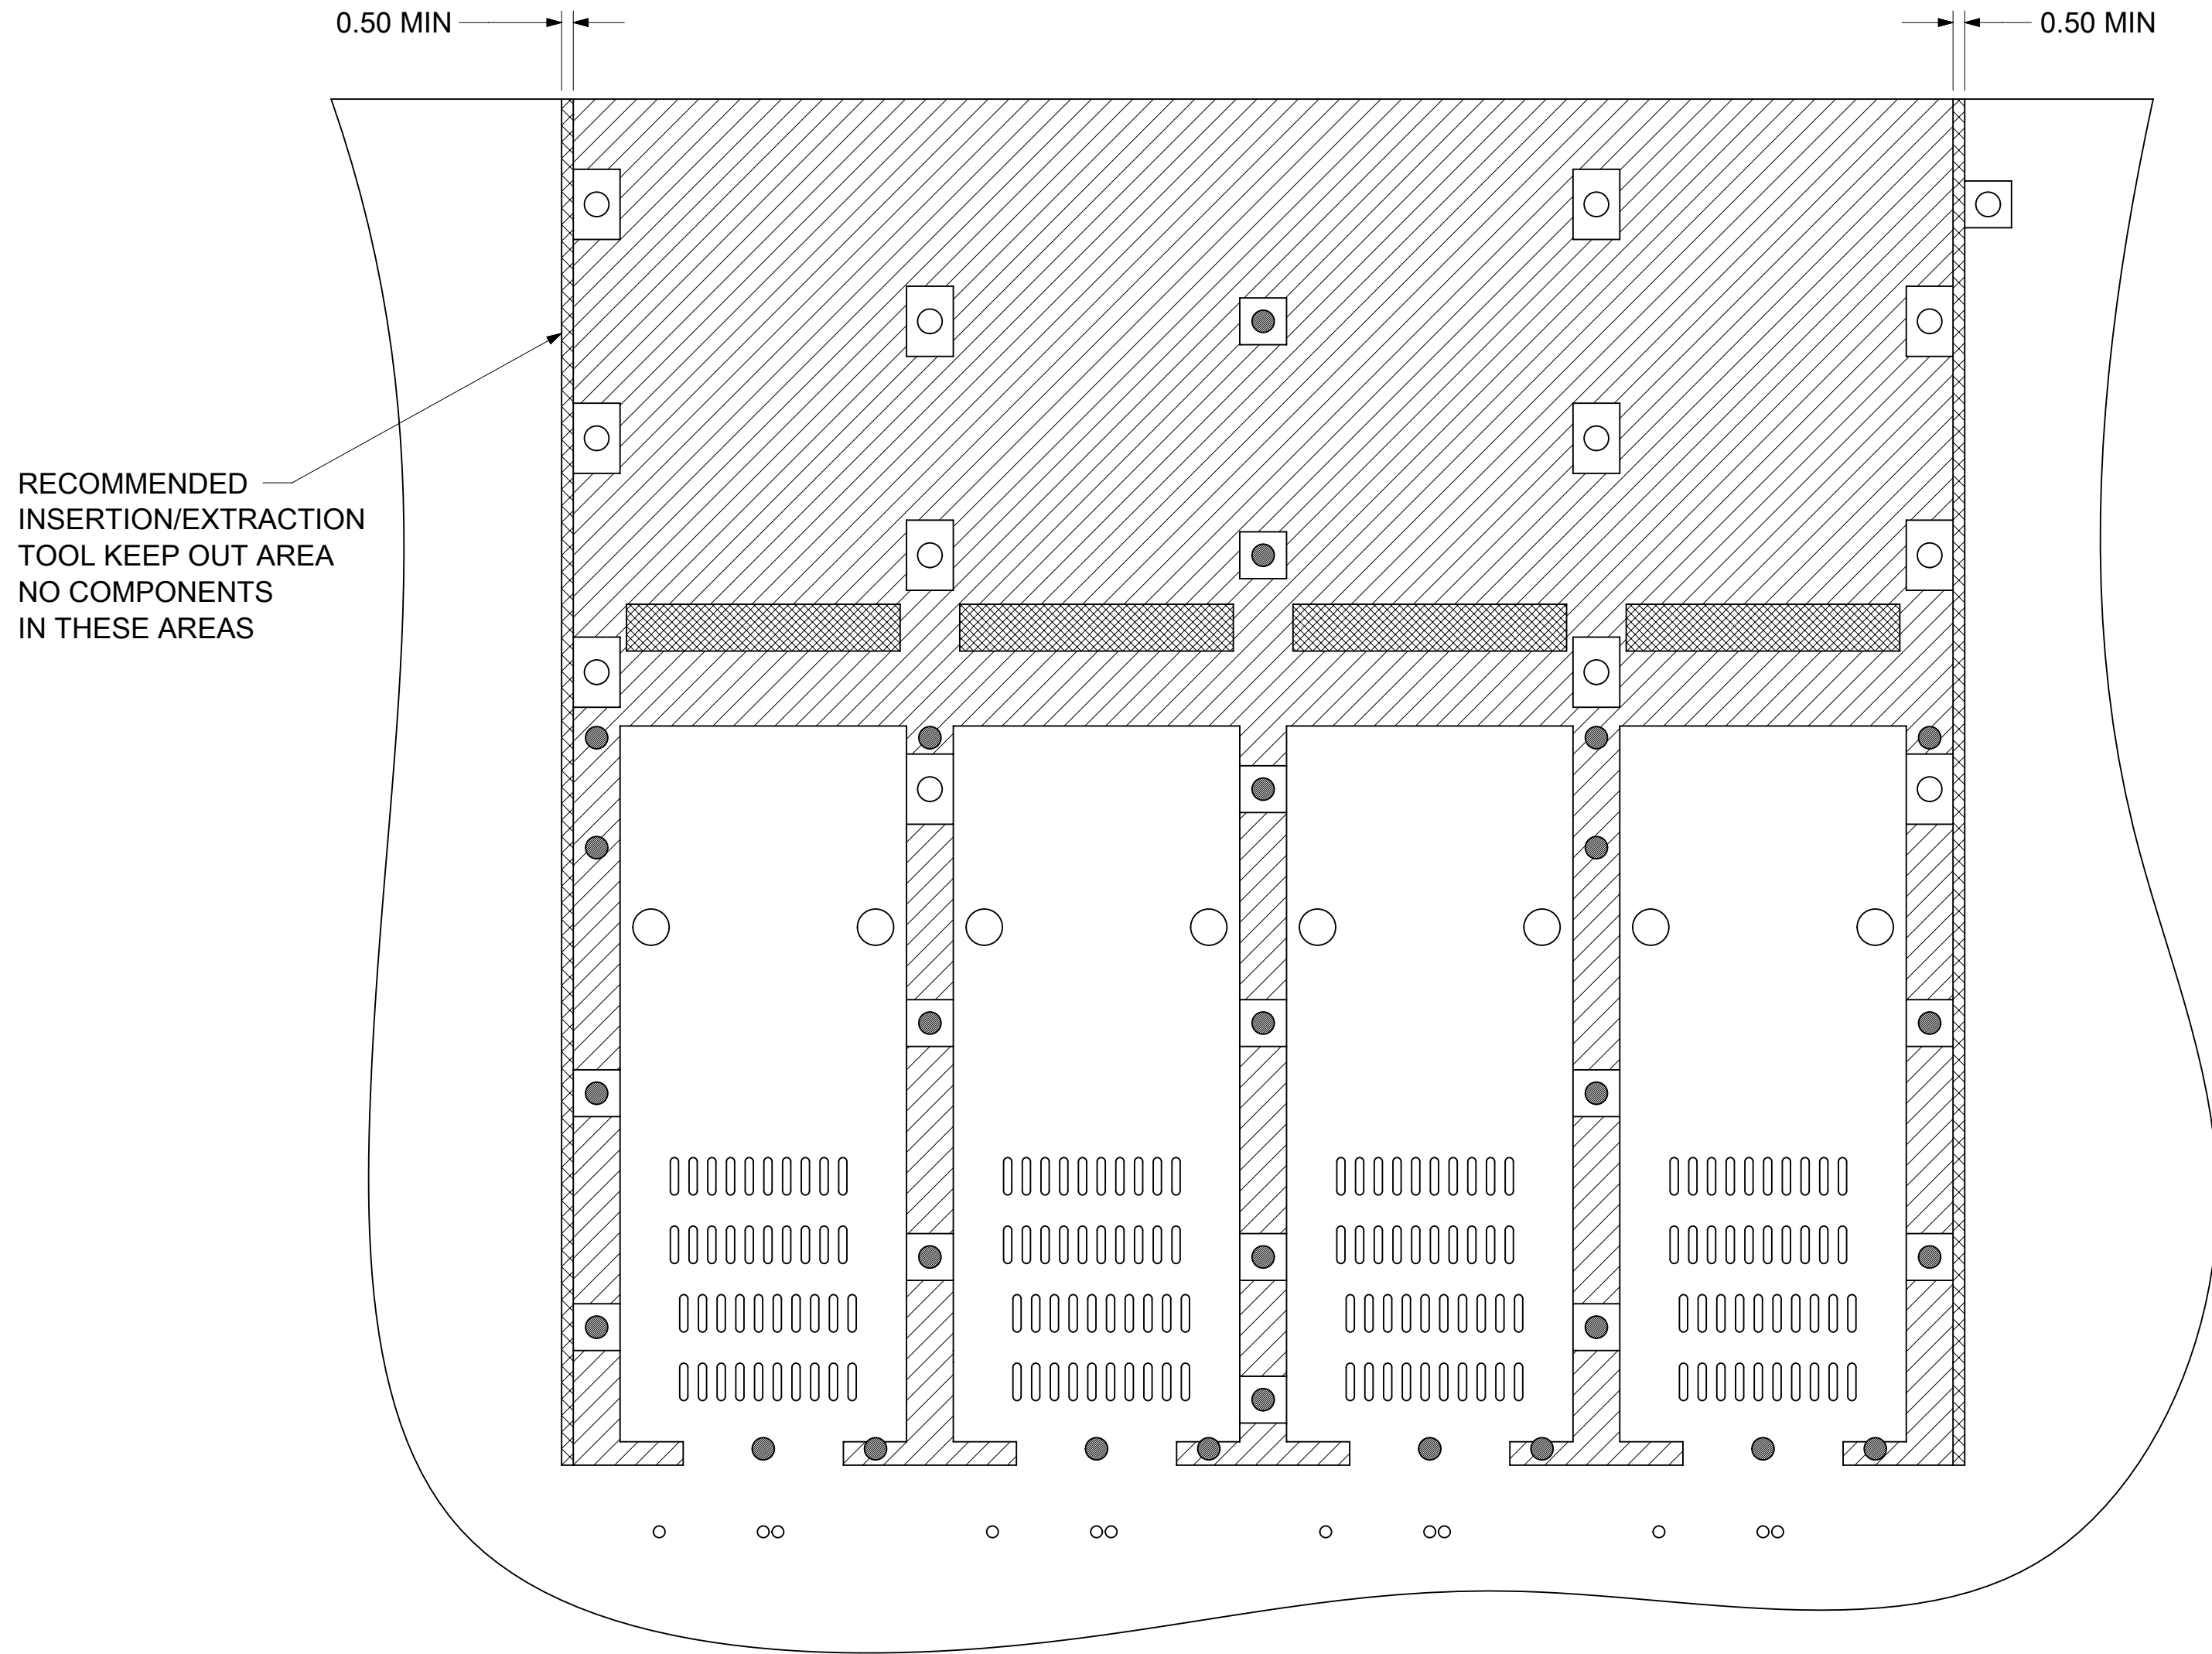 0.50 MIN
0.50 MIN
RECOMMENDED
INSERTION/EXTRACTION
TOOL KEEP OUT AREA
NO COMPONENTS
IN THESE AREAS